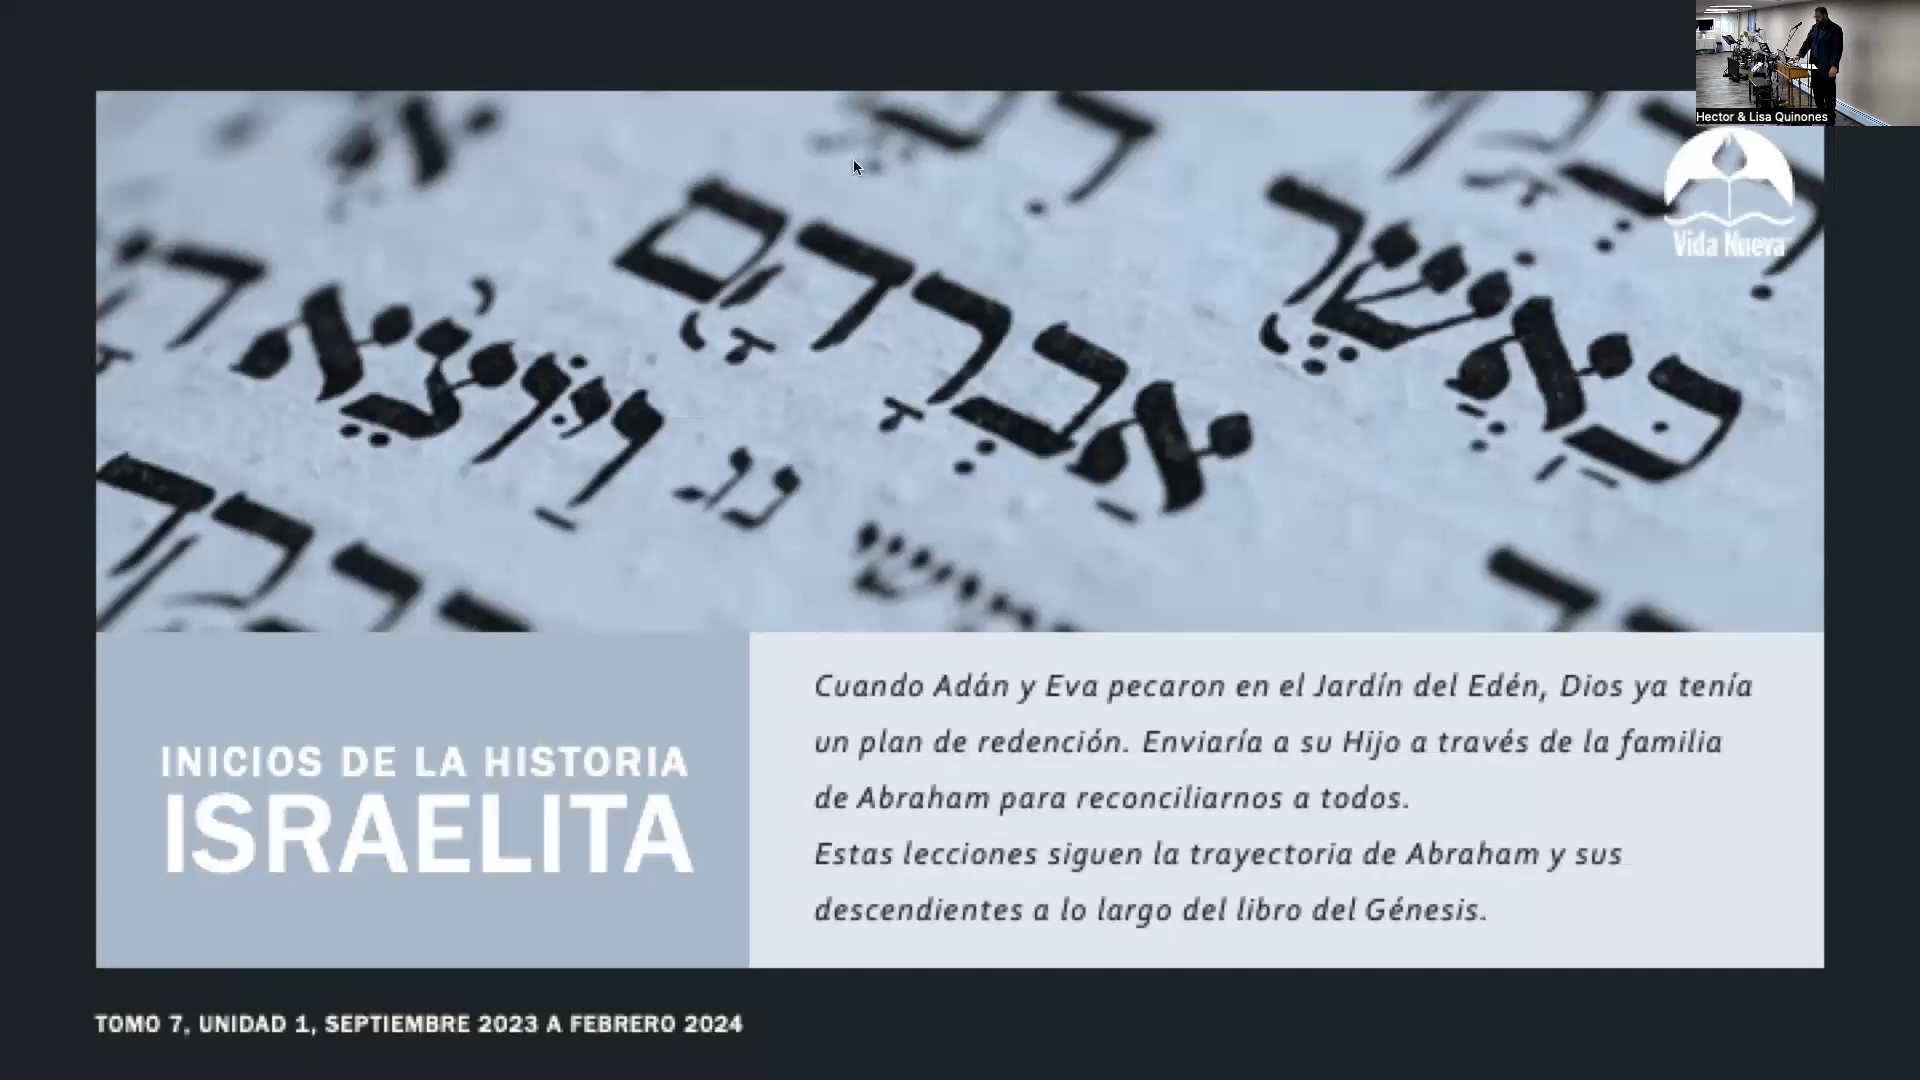 Hector & Lisa Quinones
Vida Nueva
כַּאֲשֶׁר
אַבְרָהָם
וַיִּצֹּא
INICIOS DE LA HISTORIA
ISRAELITA
Cuando Adán y Eva pecaron en el Jardín del Edén, Dios ya tenía
un plan de redención. Enviaría a su Hijo a través de la familia
de Abraham para reconciliarnos a todos.
Estas lecciones siguen la trayectoria de Abraham y sus
descendientes a lo largo del libro del Génesis.
TOMO 7, UNIDAD 1, SEPTIEMBRE 2023 A FEBRERO 2024